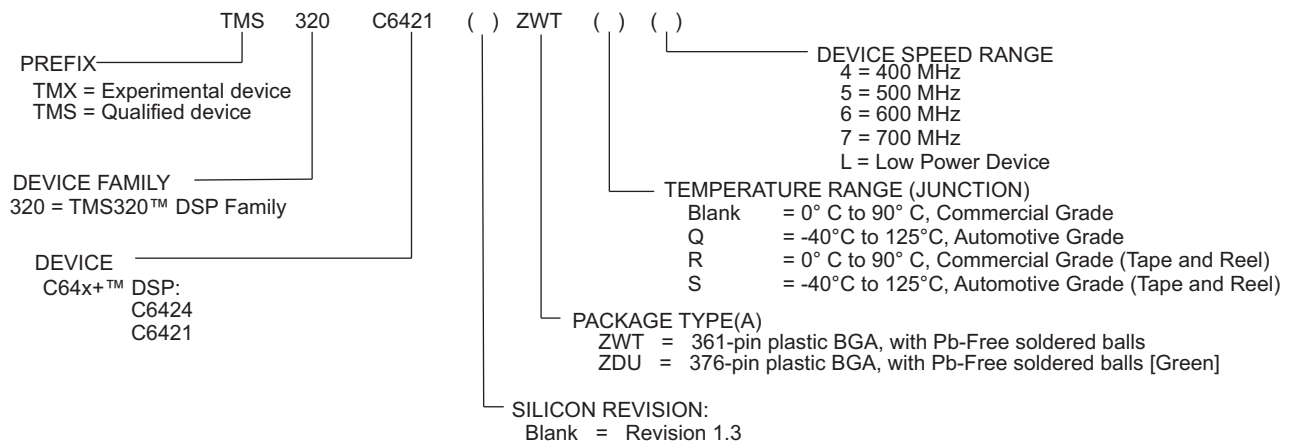 TMS 320 C6421 ( ) ZWT ( ) ( )
PREFIX
TMX = Experimental device
TMS = Qualified device
DEVICE SPEED RANGE
4 = 400 MHz
5 = 500 MHz
6 = 600 MHz
7 = 700 MHz
L = Low Power Device
DEVICE FAMILY
320 = TMS320™ DSP Family
TEMPERATURE RANGE (JUNCTION)
Blank = 0° C to 90° C, Commercial Grade
Q = -40°C to 125°C, Automotive Grade
R = 0° C to 90° C, Commercial Grade (Tape and Reel)
S = -40°C to 125°C, Automotive Grade (Tape and Reel)
DEVICE
C64x+™ DSP:
C6424
C6421
PACKAGE TYPE(A)
ZWT = 361-pin plastic BGA, with Pb-Free soldered balls
ZDU = 376-pin plastic BGA, with Pb-Free soldered balls [Green]
SILICON REVISION:
Blank = Revision 1.3